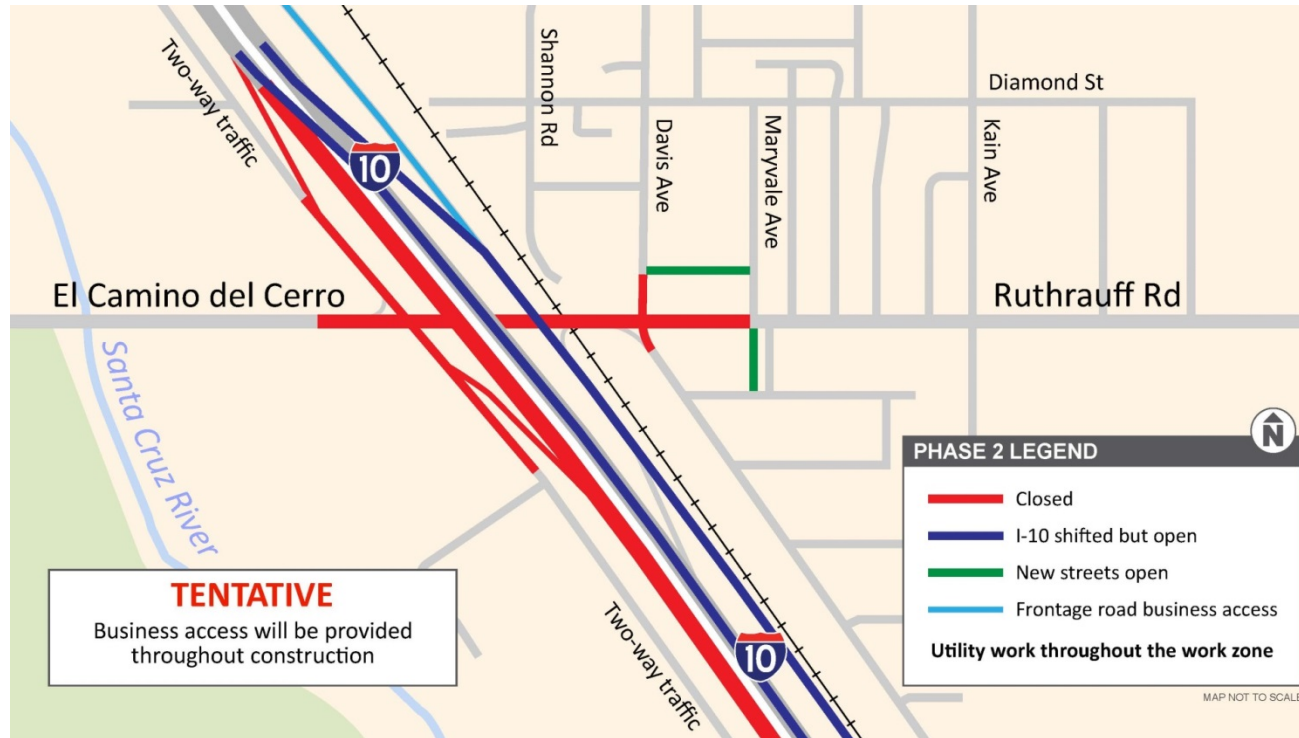 Two-way traffic
10
Shannon Rd
Davis Ave
Maryvale Ave
Diamond St
Kain Ave
El Camino del Cerro
Ruthrauff Rd
Santa Cruz River
N
PHASE 2 LEGEND
Closed
I-10 shifted but open
New streets open
Frontage road business access
Utility work throughout the work zone
MAP NOT TO SCALE
TENTATIVE
Business access will be provided
throughout construction
Two-way traffic
10